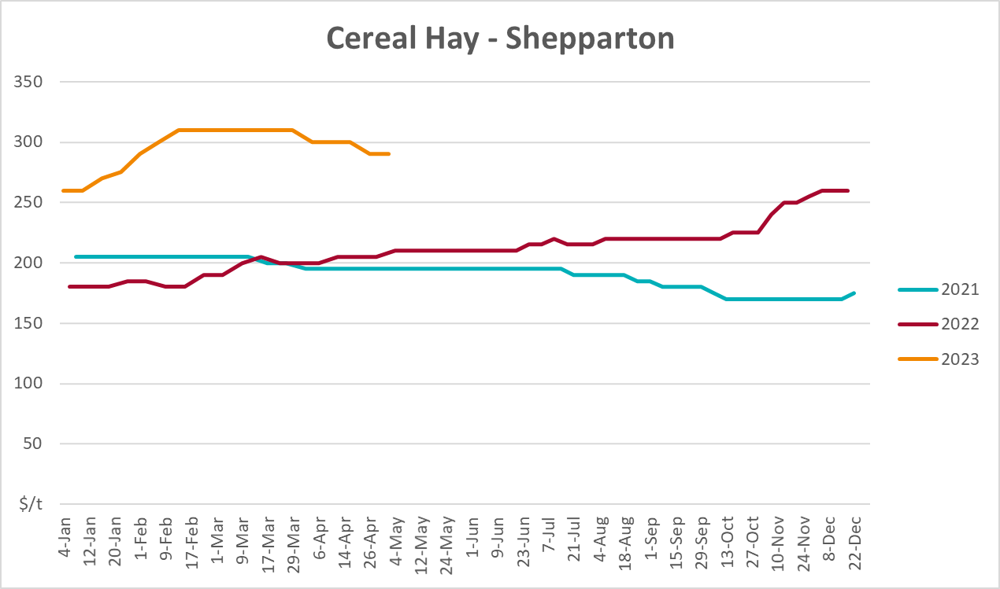 Cereal Hay - Shepparton
350
300
250
200
150
100
50
$/t
4-Jan
12-Jan
20-Jan
1-Feb
9-Feb
17-Feb
1-Mar
9-Mar
17-Mar
29-Mar
6-Apr
14-Apr
26-Apr
4-May
12-May
24-May
1-Jun
9-Jun
23-Jun
7-Jul
21-Jul
4-Aug
18-Aug
1-Sep
15-Sep
29-Sep
13-Oct
27-Oct
10-Nov
24-Nov
8-Dec
22-Dec
2021
2022
2023